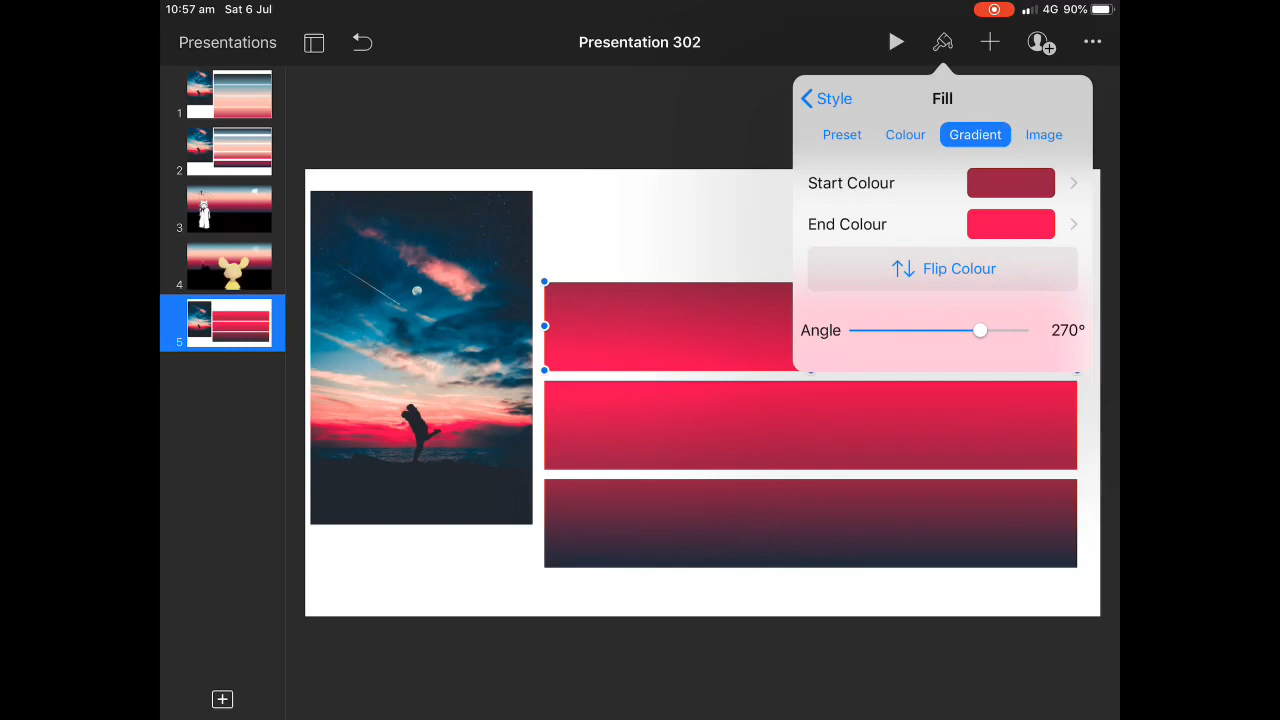 10:57 am Sat 6 Jul 4G 90%
Presentations Presentation 302
Style Fill
Preset Colour Gradient Image
Start Colour
End Colour
Flip Colour
Angle 270°
1
2
3
4
5